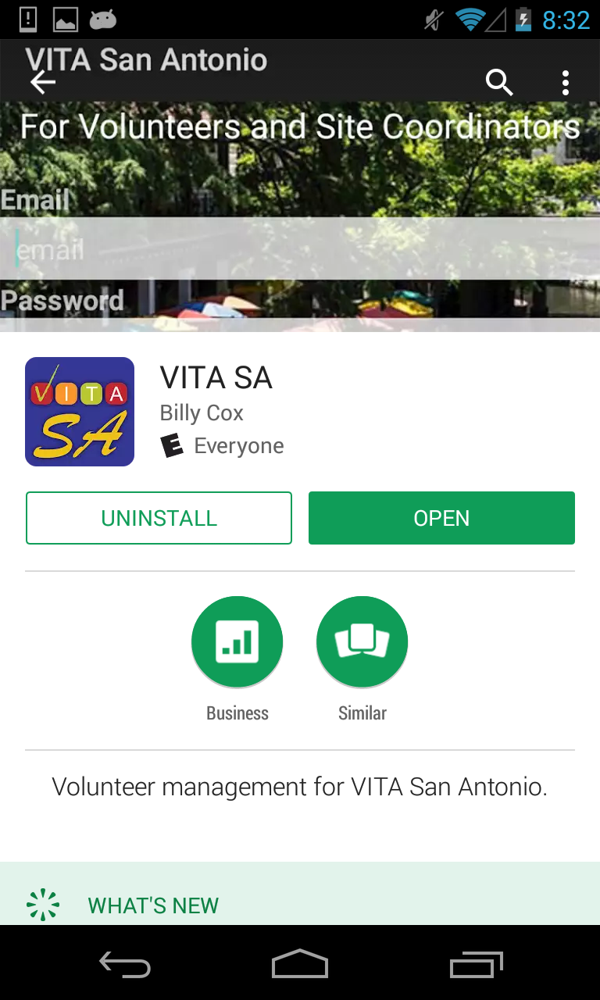 8:32
VITA San Antonio
For Volunteers and Site Coordinators
Email
email
Password
VITA
SA
VITA SA
Billy Cox
E Everyone
UNINSTALL
OPEN
Business
Similar
Volunteer management for VITA San Antonio.
WHAT'S NEW